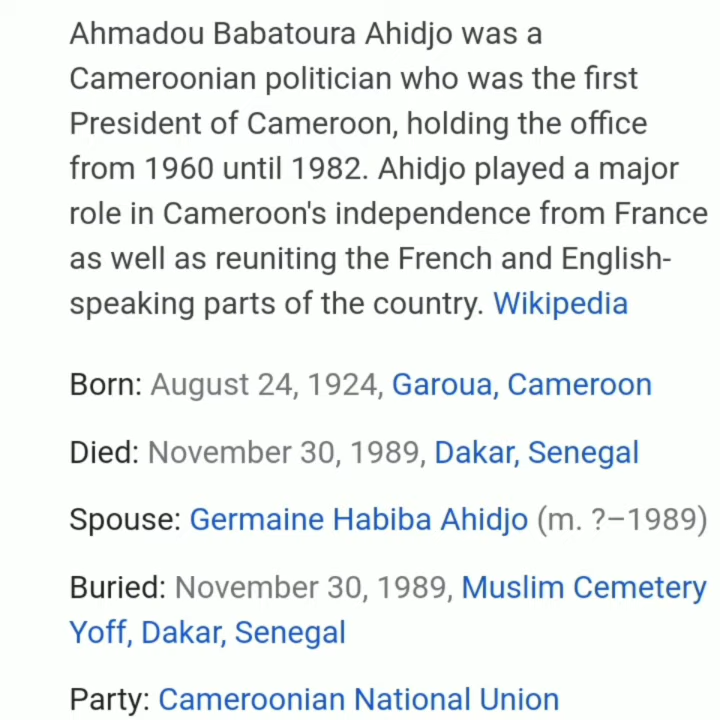 Ahmadou Babatoura Ahidjo was a
Cameroonian politician who was the first
President of Cameroon, holding the office
from 1960 until 1982. Ahidjo played a major
role in Cameroon's independence from France
as well as reuniting the French and English-
speaking parts of the country. Wikipedia
Born: August 24, 1924, Garoua, Cameroon
Died: November 30, 1989, Dakar, Senegal
Spouse: Germaine Habiba Ahidjo (m. ?–1989)
Buried: November 30, 1989, Muslim Cemetery
Yoff, Dakar, Senegal
Party: Cameroonian National Union